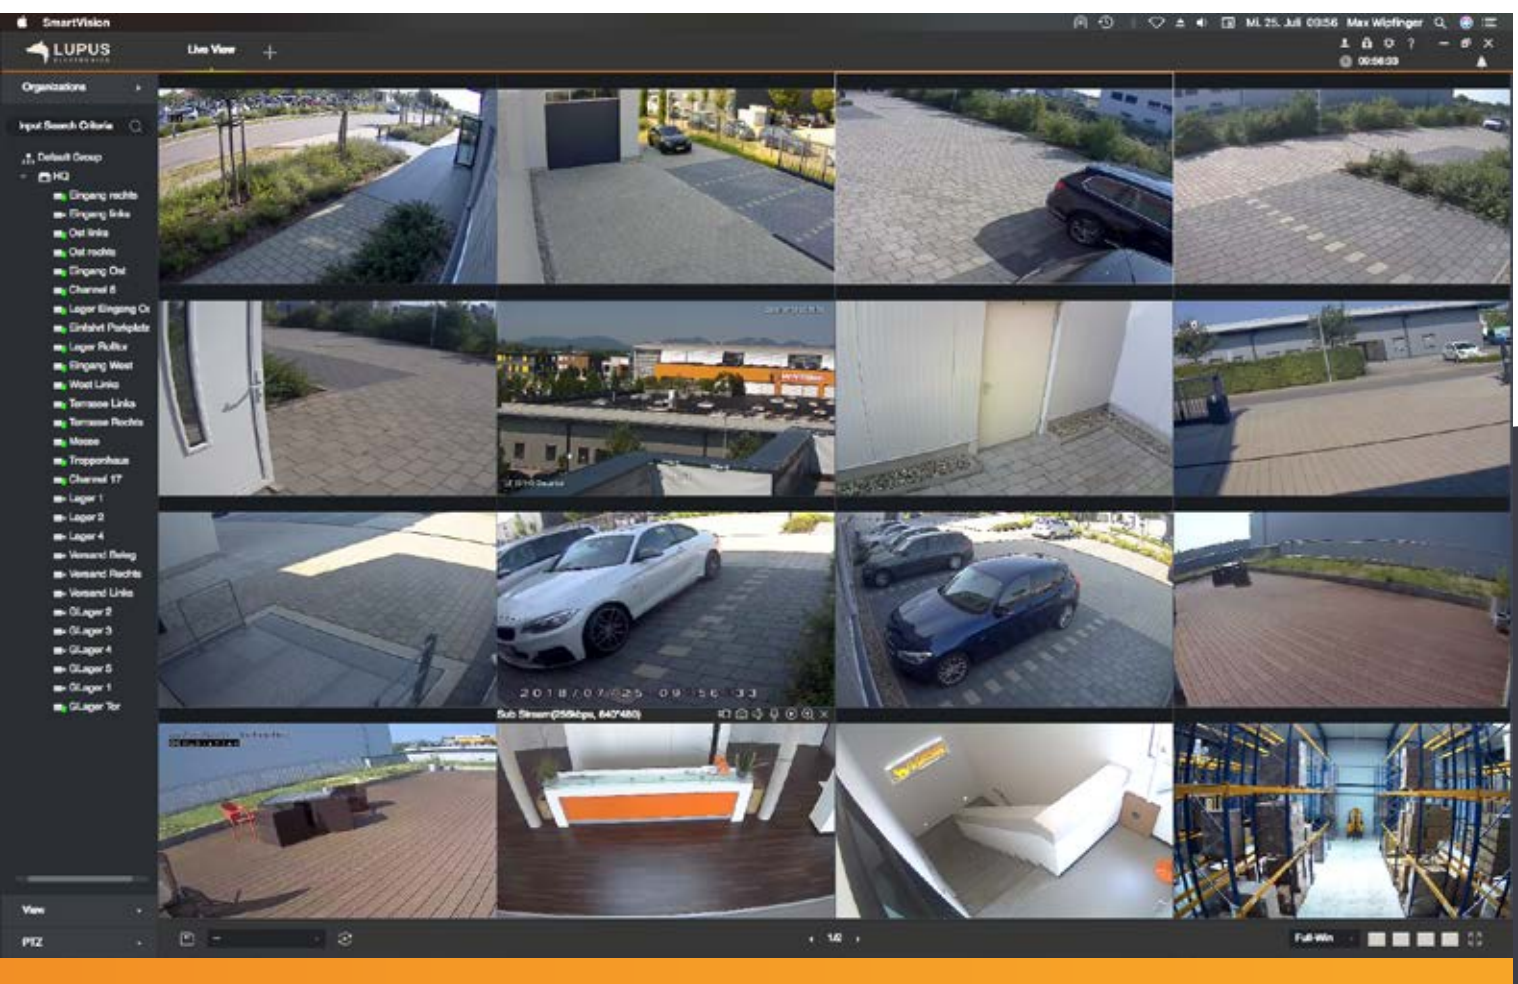 SmartVision
Mi. 25. Juli 09:56 Max Wipfinger
LUPUS
ELECTRONICS
Live View
?
09:56:33
Organizations
Input Search Criteria
Default Group
HQ
Eingang rechts
Eingang links
Ost links
Ost rechts
Eingang Ost
Channel 6
Lager Eingang Os
Einfahrt Parkplatz
Lager Rolltor
Eingang West
West Links
Terrasse Links
Terrasse Rechts
Messe
Treppenhaus
Channel 17
Lager 1
Lager 2
Lager 4
Versand Beleg
Versand Rechts
Versand Links
GLager 2
GLager 3
GLager 4
GLager 5
GLager 1
GLager Tor
2018/07/25 09 56 33
Sub Stream(256kbps, 640*480)
View
PTZ
1/2
Full-Win